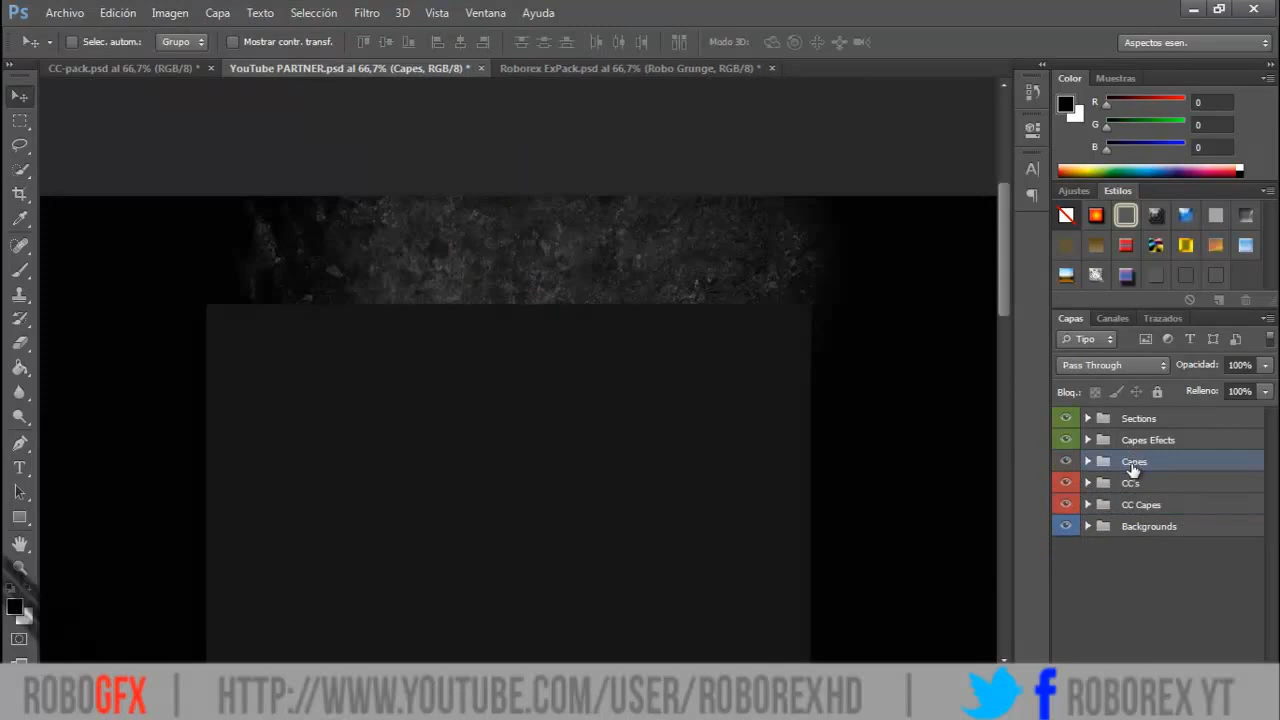 Ps Archivo Edición Imagen Capa Texto Selección Filtro 3D Vista Ventana Ayuda
Selec. autom.: Grupo Mostrar contr. transf. Modo 3D: Aspectos esen.
CC-pack.psd al 66,7% (RGB/8) * × YouTube PARTNER.psd al 66,7% (Capes, RGB/8) * × Roborex ExPack.psd al 66,7% (Robo Grunge, RGB/8) * ×
Color Muestras
R 0
G 0
B 0
Ajustes Estilos
Capas Canales Trazados
Tipo
Pass Through Opacidad: 100%
Bloq.: Relleno: 100%
Sections
Capes Efects
Capes
CC's
CC Capes
Backgrounds
ROBOGFX | HTTP://WWW.YOUTUBE.COM/USER/ROBOREXHD | ROBOREX YT